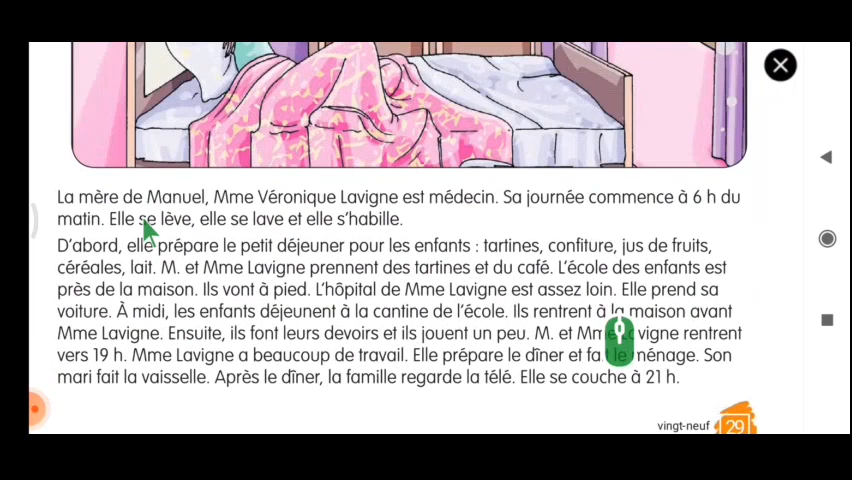 La mère de Manuel, Mme Véronique Lavigne est médecin. Sa journée commence à 6 h du
matin. Elle se lève, elle se lave et elle s'habille.
D'abord, elle prépare le petit déjeuner pour les enfants : tartines, confiture, jus de fruits,
céréales, lait. M. et Mme Lavigne prennent des tartines et du café. L'école des enfants est
près de la maison. Ils vont à pied. L'hôpital de Mme Lavigne est assez loin. Elle prend sa
voiture. À midi, les enfants déjeunent à la cantine de l'école. Ils rentrent à la maison avant
Mme Lavigne. Ensuite, ils font leurs devoirs et ils jouent un peu. M. et Mme Lavigne rentrent
vers 19 h. Mme Lavigne a beaucoup de travail. Elle prépare le dîner et fait le ménage. Son
mari fait la vaisselle. Après le dîner, la famille regarde la télé. Elle se couche à 21 h.
vingt-neuf 29